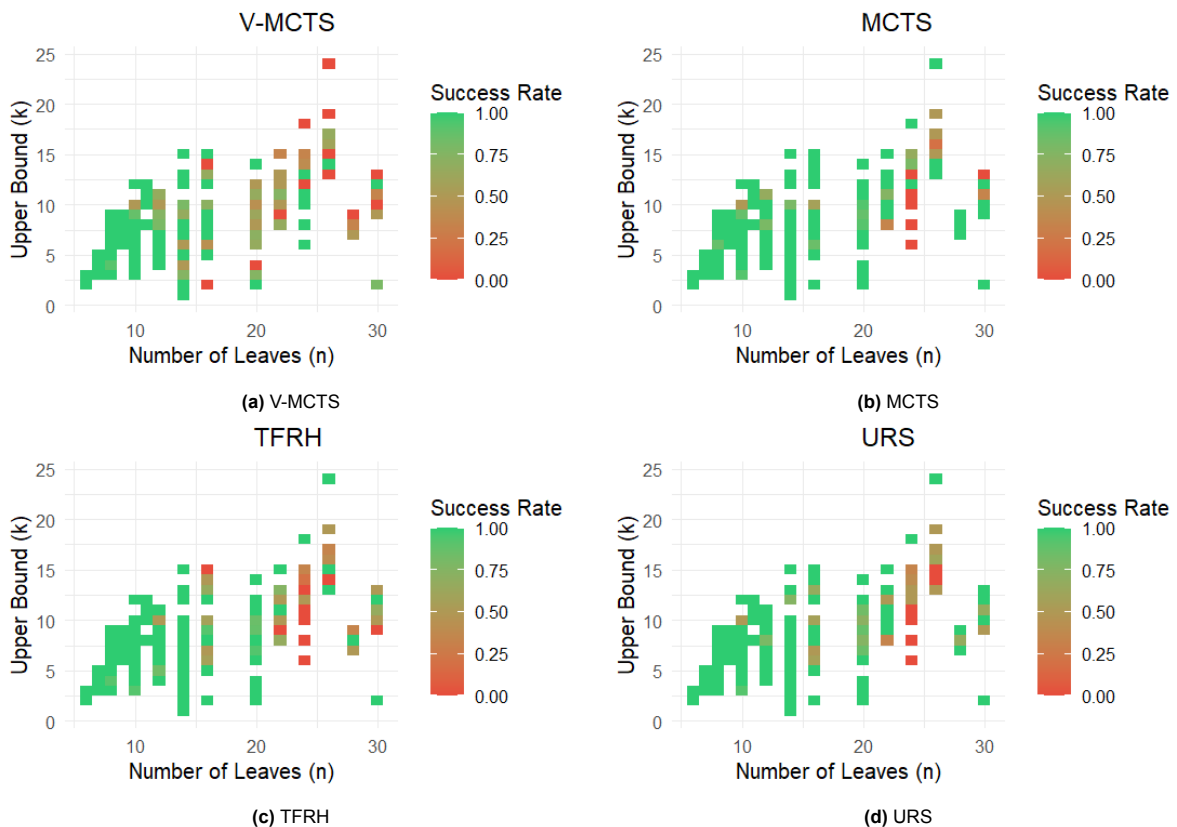 V-MCTS
Upper Bound (k)
25
20
15
10
5
0
10 20 30
Number of Leaves (n)
Success Rate
1.00
0.75
0.50
0.25
0.00
(a) V-MCTS
MCTS
Upper Bound (k)
25
20
15
10
5
0
10 20 30
Number of Leaves (n)
Success Rate
1.00
0.75
0.50
0.25
0.00
(b) MCTS
TFRH
Upper Bound (k)
25
20
15
10
5
0
10 20 30
Number of Leaves (n)
Success Rate
1.00
0.75
0.50
0.25
0.00
(c) TFRH
URS
Upper Bound (k)
25
20
15
10
5
0
10 20 30
Number of Leaves (n)
Success Rate
1.00
0.75
0.50
0.25
0.00
(d) URS